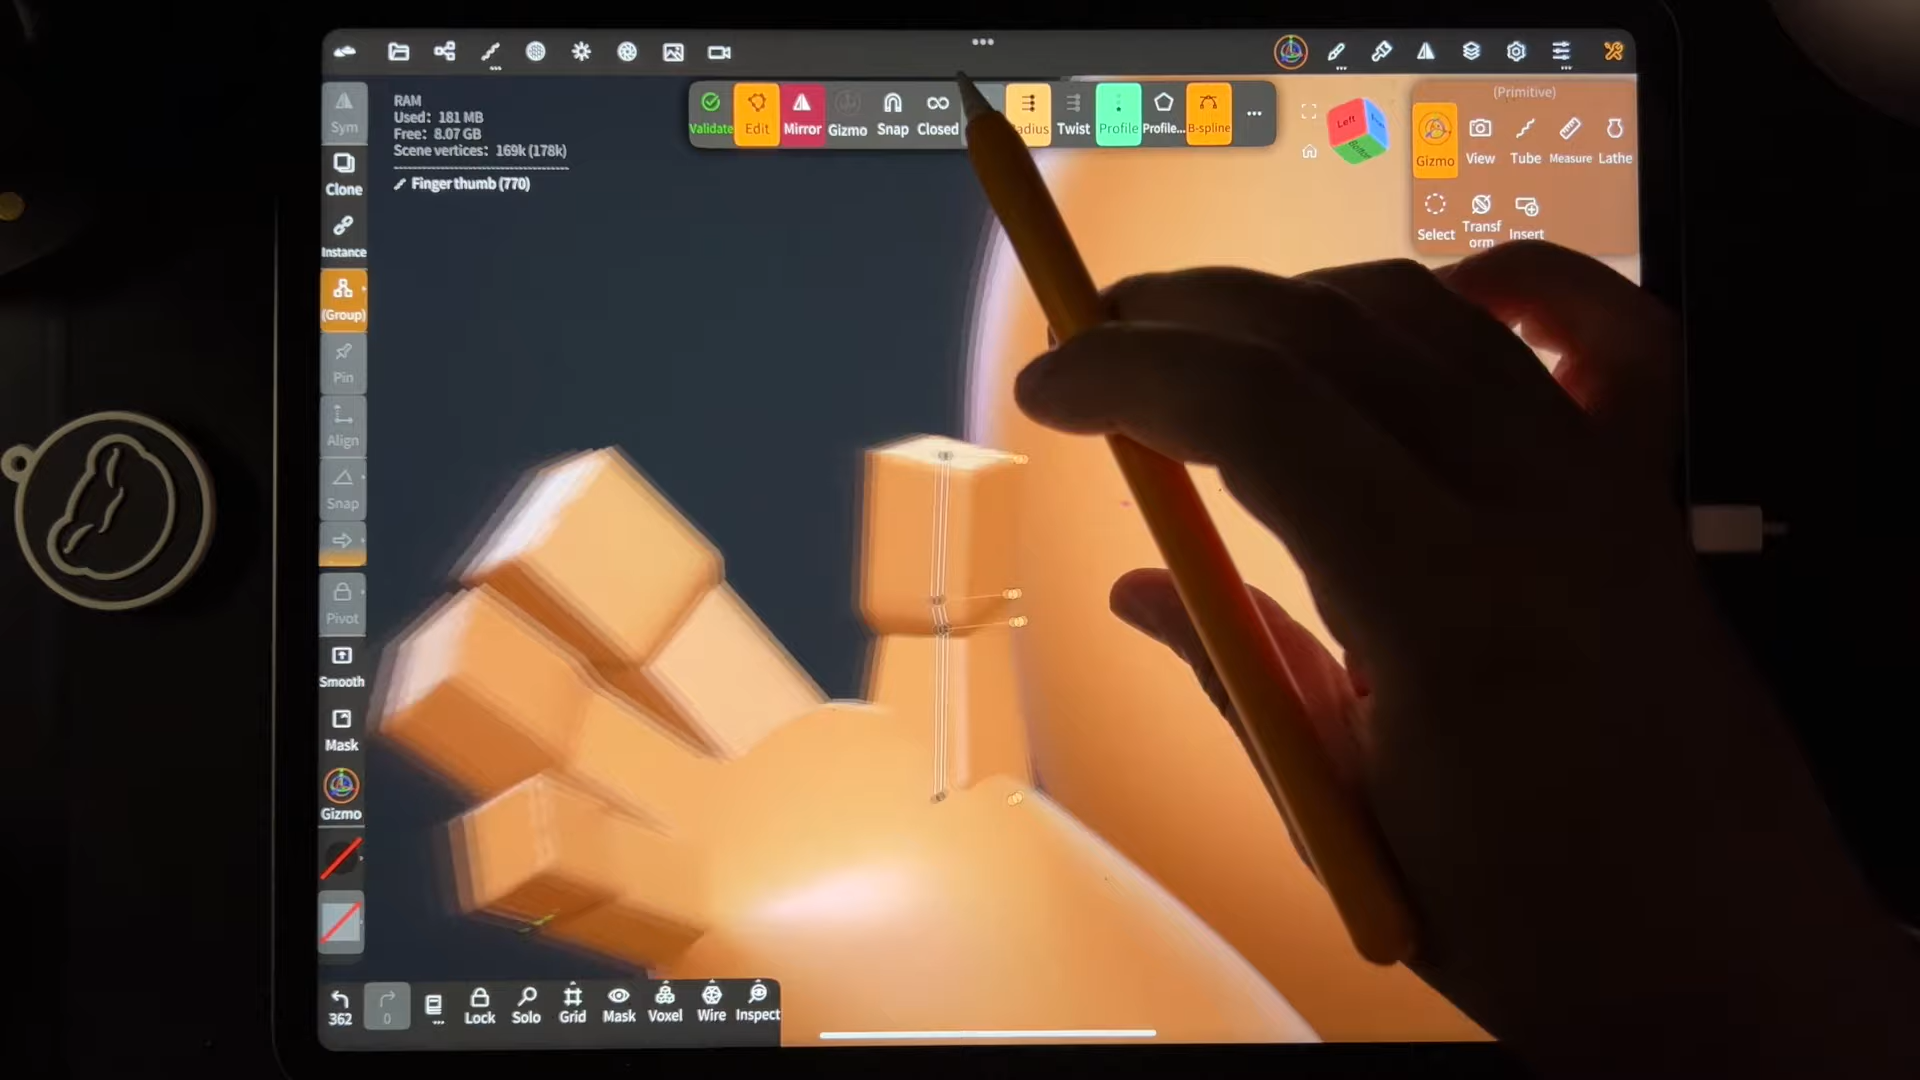 RAM
Used: 181 MB
Free: 8.07 GB
Scene vertices: 169k (178k)
Finger thumb (770)
Validate
Edit
Mirror
Gizmo
Snap
Closed
Twist
Profile
Profile...
B-spline
...
Left
Bottom
(Primitive)
Gizmo
View
Tube
Measure
Lathe
Select
Transf
orm
Insert
Sym
Clone
Instance
(Group)
Pin
Align
Snap
Pivot
Smooth
Mask
Gizmo
362
0
Lock
Solo
Grid
Mask
Voxel
Wire
Inspect